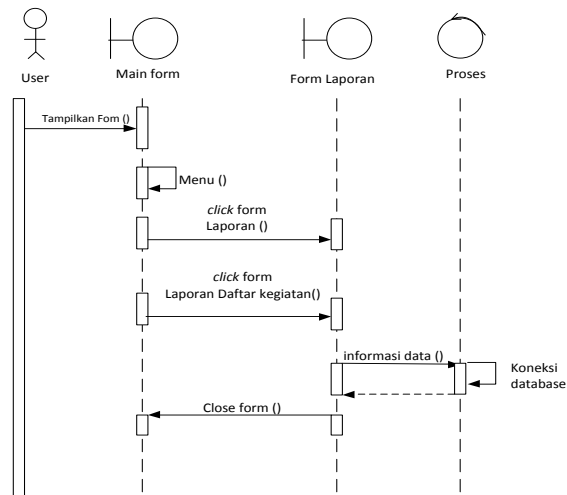 User
Main form
Form Laporan
Proses
Tampilkan Fom ()
Menu ()
click form
Laporan ()
click form
Laporan Daftar kegiatan()
informasi data ()
Koneksi
database
Close form ()